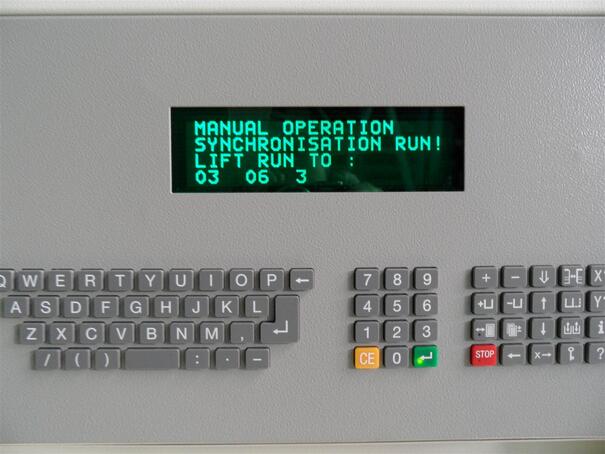 MANUAL OPERATION
SYNCHRONISATION RUN!
LIFT RUN TO :
03 06 3
Q W E R T Y U I O P ←
A S D F G H J K L
Z X C V B N M , ↵
/ ( ) : . –
7 8 9
4 5 6
1 2 3
CE 0 ↵
+ – ⇓ X
↑ Y
↓ i
STOP ← X→ ?